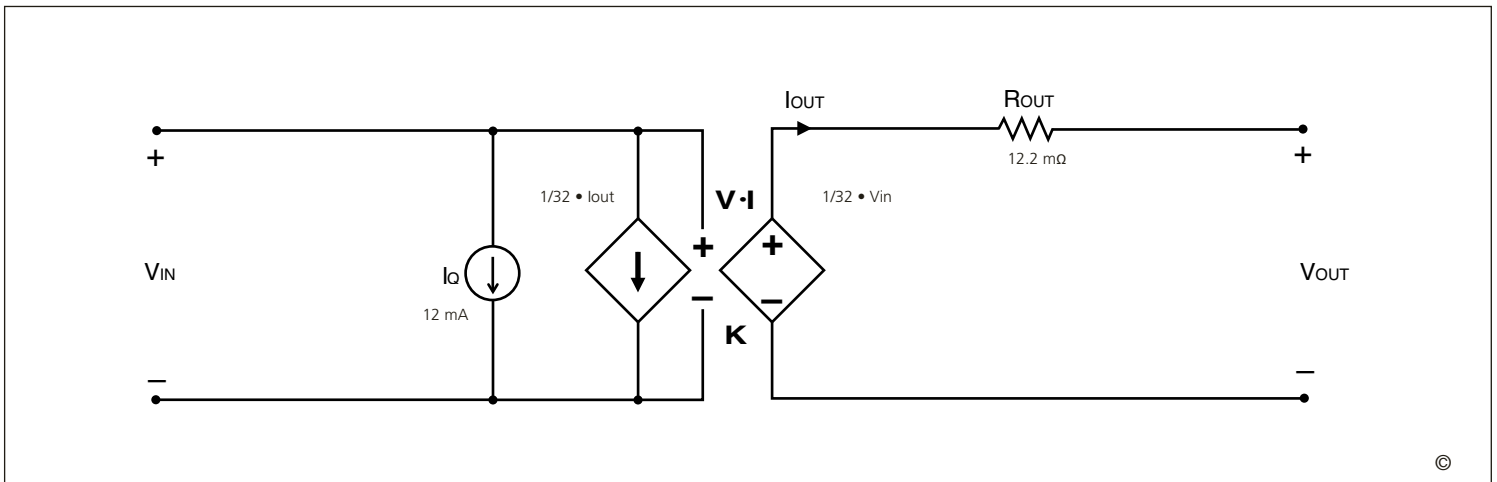 IOUT
ROUT
+
12.2 mΩ
+
1/32 • Iout
V•I
1/32 • Vin
+
+
VIN
IQ
VOUT
–
–
12 mA
K
–
–
©